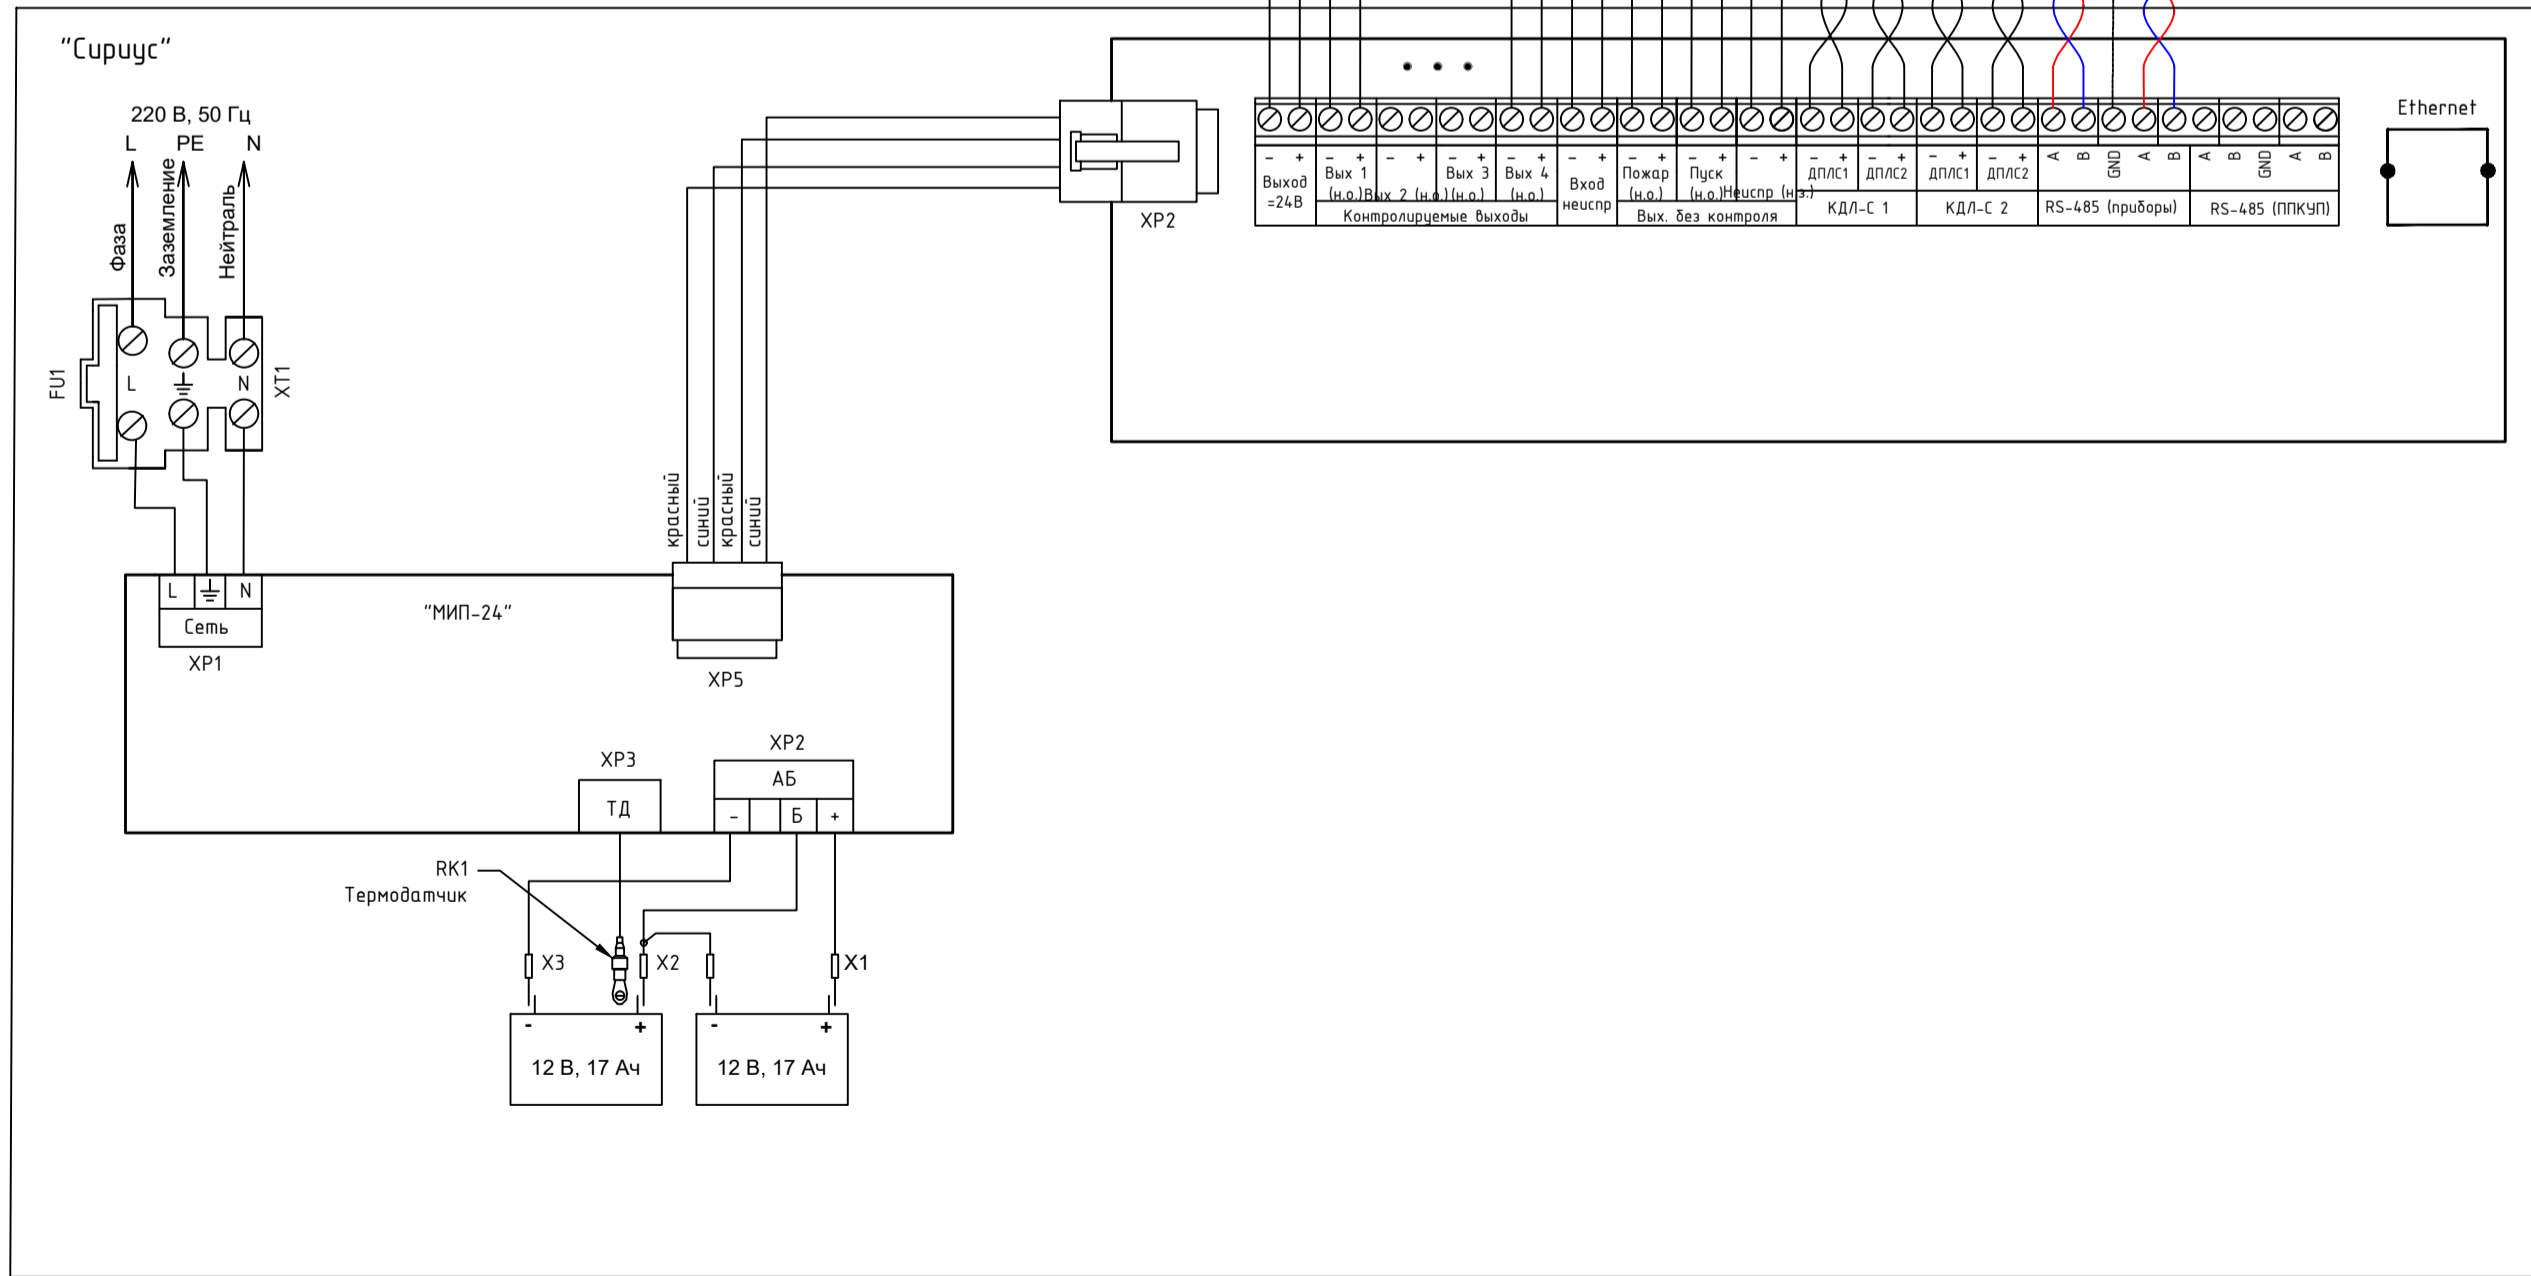 "Сириус"
220 В, 50 Гц
L PE N
Фаза
Заземление
Нейтраль
FU1
L
N
XT1
красный
синий
красный
синий
L
N
Сеть
XP1
"МИП-24"
XP5
XP3
ТД
XP2
АБ
- Б +
RK1
Термодатчик
X3
X2
X1
- +
12 В, 17 Ач
- +
12 В, 17 Ач
XP2
- + - + - + - + - + - + - + - + - + - + - + - + - + A B GND A B A B GND A B
Выход
=24В
Вых 1
(н.о.)
Вых 2 (н.о.)
Вых 3
(н.о.)
Вых 4
(н.о.)
Контролируемые выходы
Вход
неиспр
Пожар
(н.о.)
Пуск
(н.о.)
Неиспр (н.з.)
Вых. без контроля
ДПЛС1 ДПЛС2
КДЛ-С 1
ДПЛС1 ДПЛС2
КДЛ-С 2
RS-485 (приборы)
RS-485 (ППКУП)
Ethernet